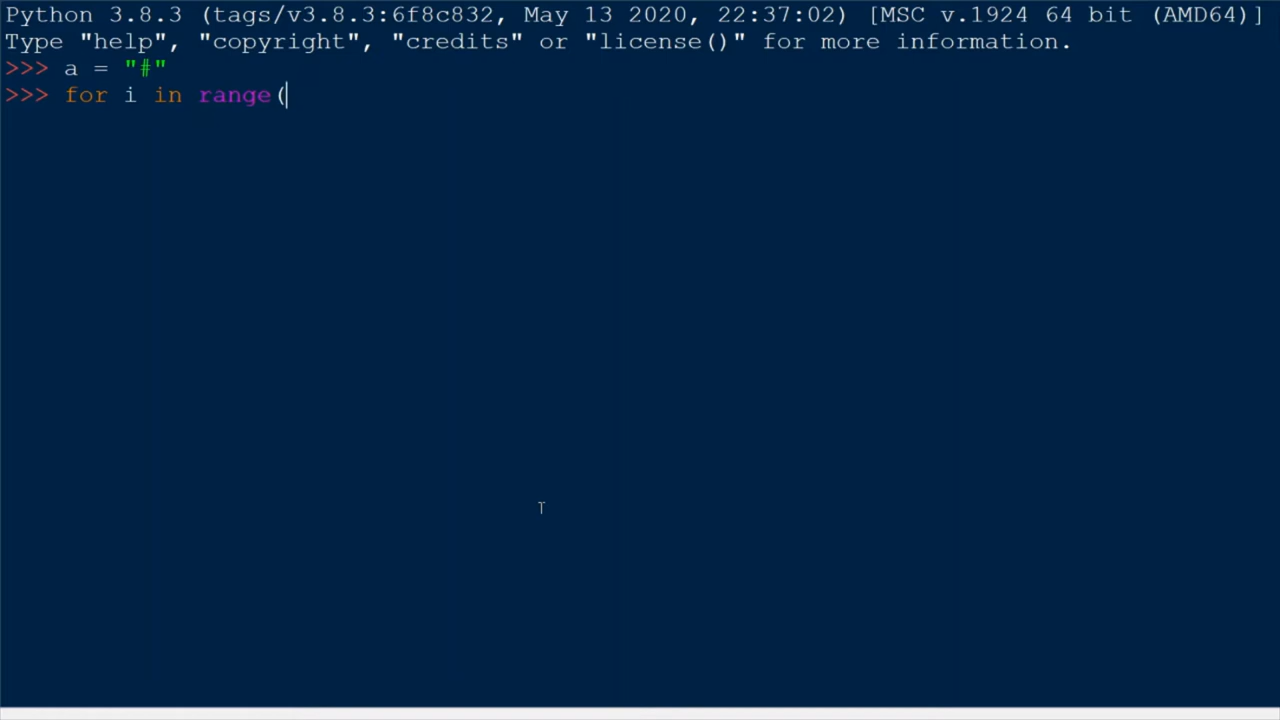 Python 3.8.3 (tags/v3.8.3:6f8c832, May 13 2020, 22:37:02) [MSC v.1924 64 bit (AMD64)]
Type "help", "copyright", "credits" or "license()" for more information.
>>> a = "#"
>>> for i in range(